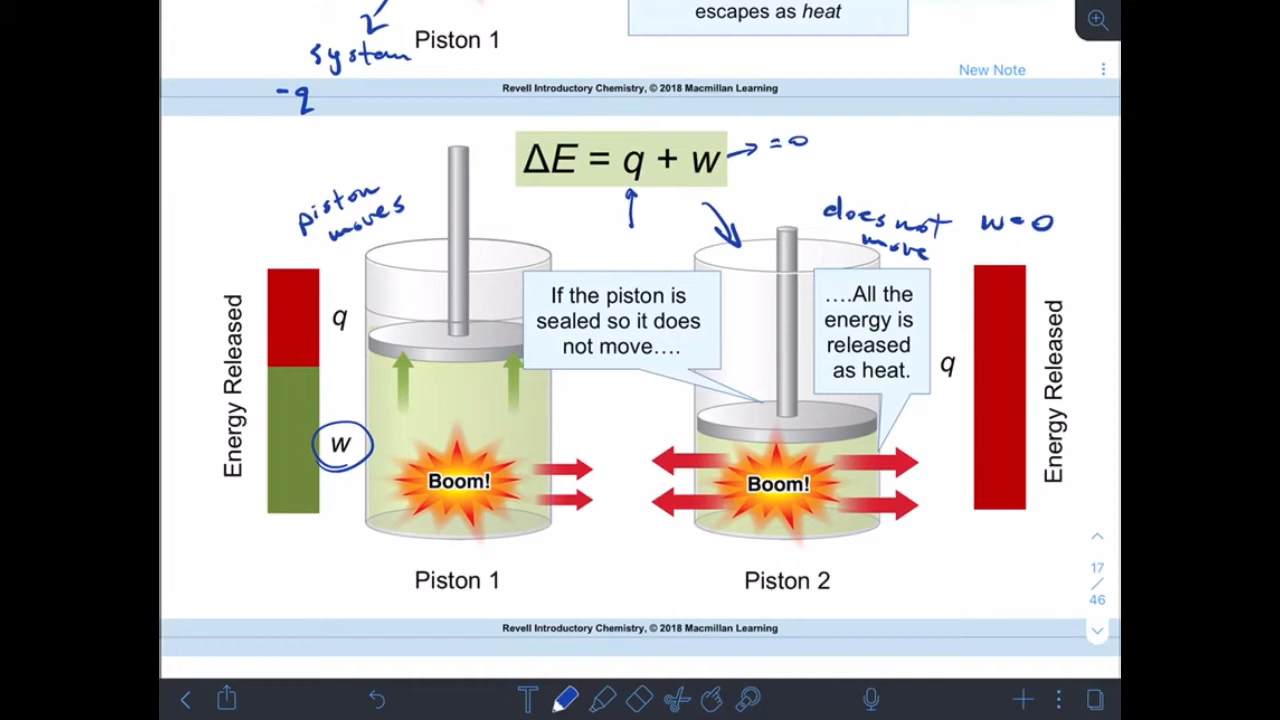 escapes as heat
Piston 1
system
-q
New Note
Revell Introductory Chemistry, © 2018 Macmillan Learning
ΔE = q + w
= 0
piston
moves
does not
move
w = 0
If the piston is
sealed so it does
not move….
….All the
energy is
released
as heat.
Energy Released
q
w
q
Energy Released
Boom!
Boom!
Piston 1
Piston 2
17
/
46
Revell Introductory Chemistry, © 2018 Macmillan Learning
T